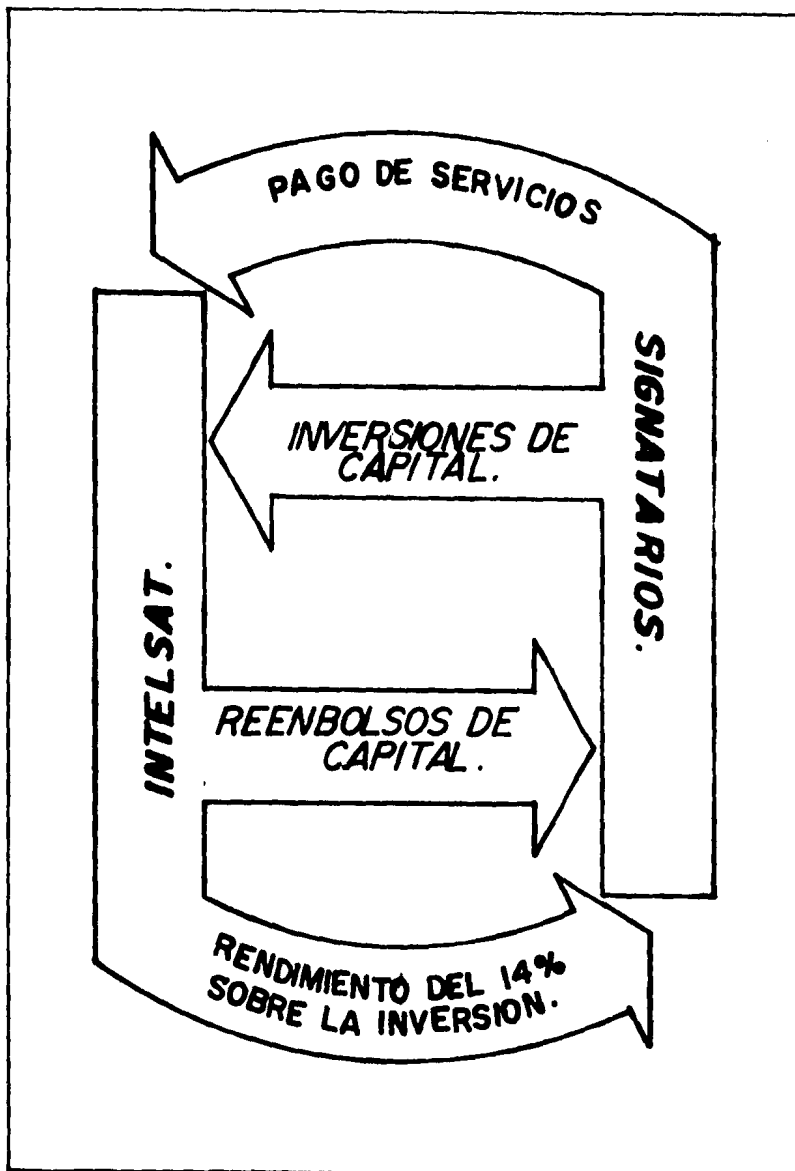 PAGO DE SERVICIOS
SIGNATARIOS.
INVERSIONES DE
CAPITAL.
INTELSAT.
REENBOLSOS DE
CAPITAL.
RENDIMIENTO DEL 14%
SOBRE LA INVERSION.